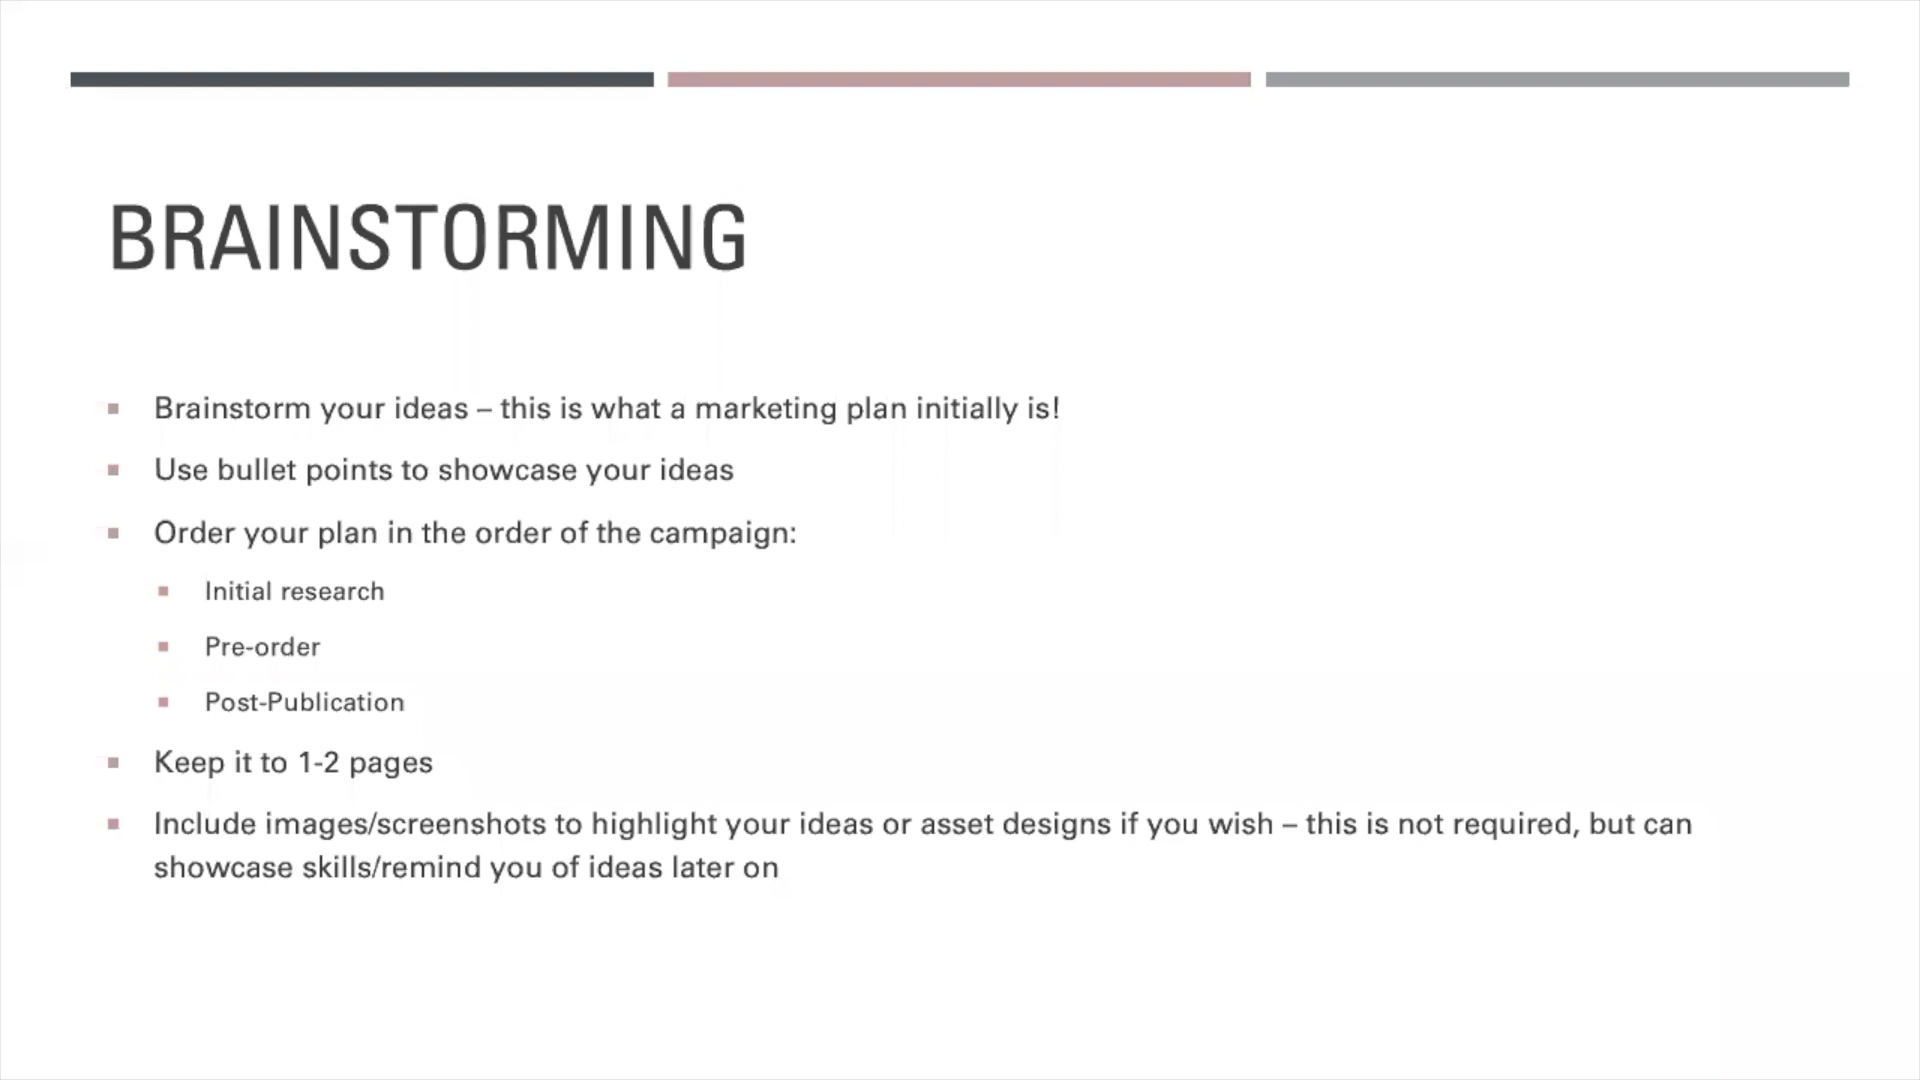 BRAINSTORMING
Brainstorm your ideas – this is what a marketing plan initially is!
Use bullet points to showcase your ideas
Order your plan in the order of the campaign:
Initial research
Pre-order
Post-Publication
Keep it to 1-2 pages
Include images/screenshots to highlight your ideas or asset designs if you wish – this is not required, but can
showcase skills/remind you of ideas later on